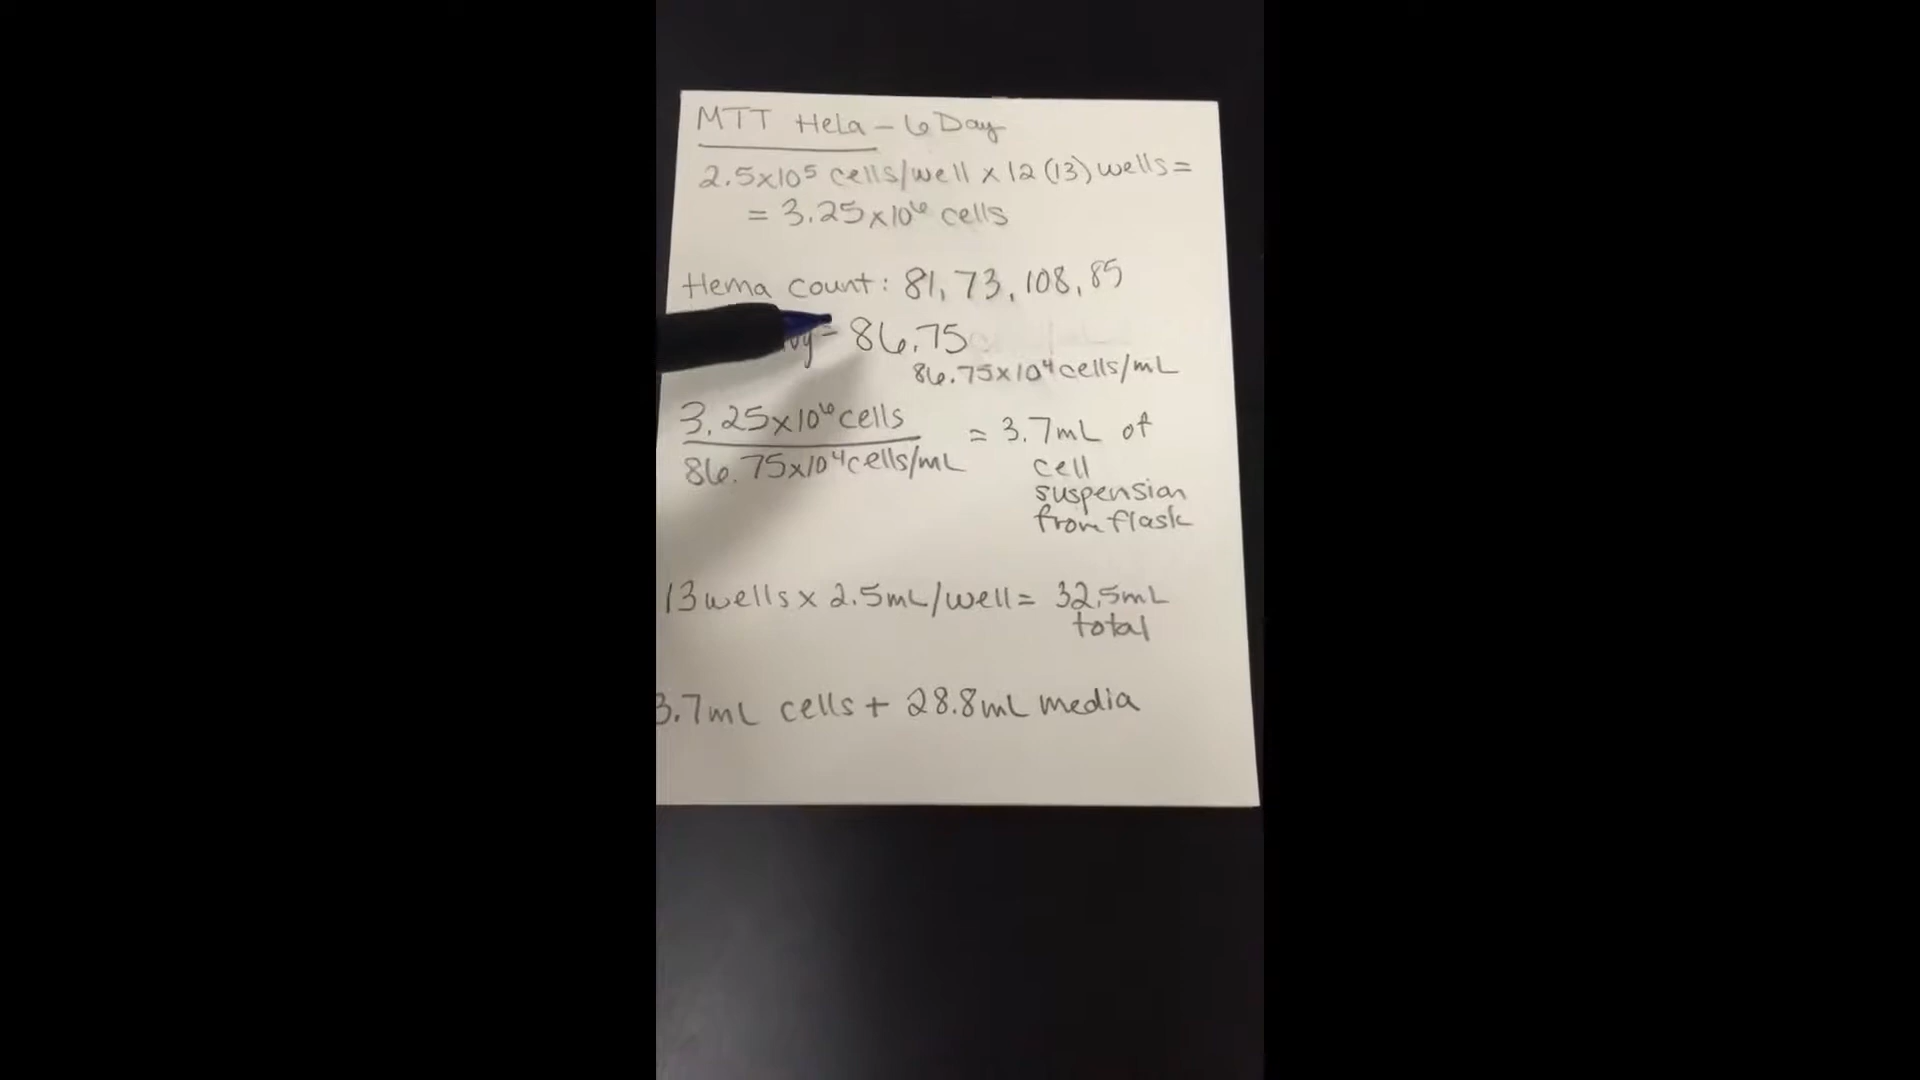 MTT HeLa - 6 Day
2.5x10⁵ cells/well x 12 (13) wells =
= 3.25x10⁶ cells
Hema count: 81, 73, 108, 85
= 86.75
86.75x10⁴ cells/mL
3.25x10⁶ cells
86.75x10⁴ cells/mL
= 3.7mL of
cell
suspension
from flask
13 wells x 2.5mL/well = 32.5mL
total
3.7mL cells + 28.8mL media